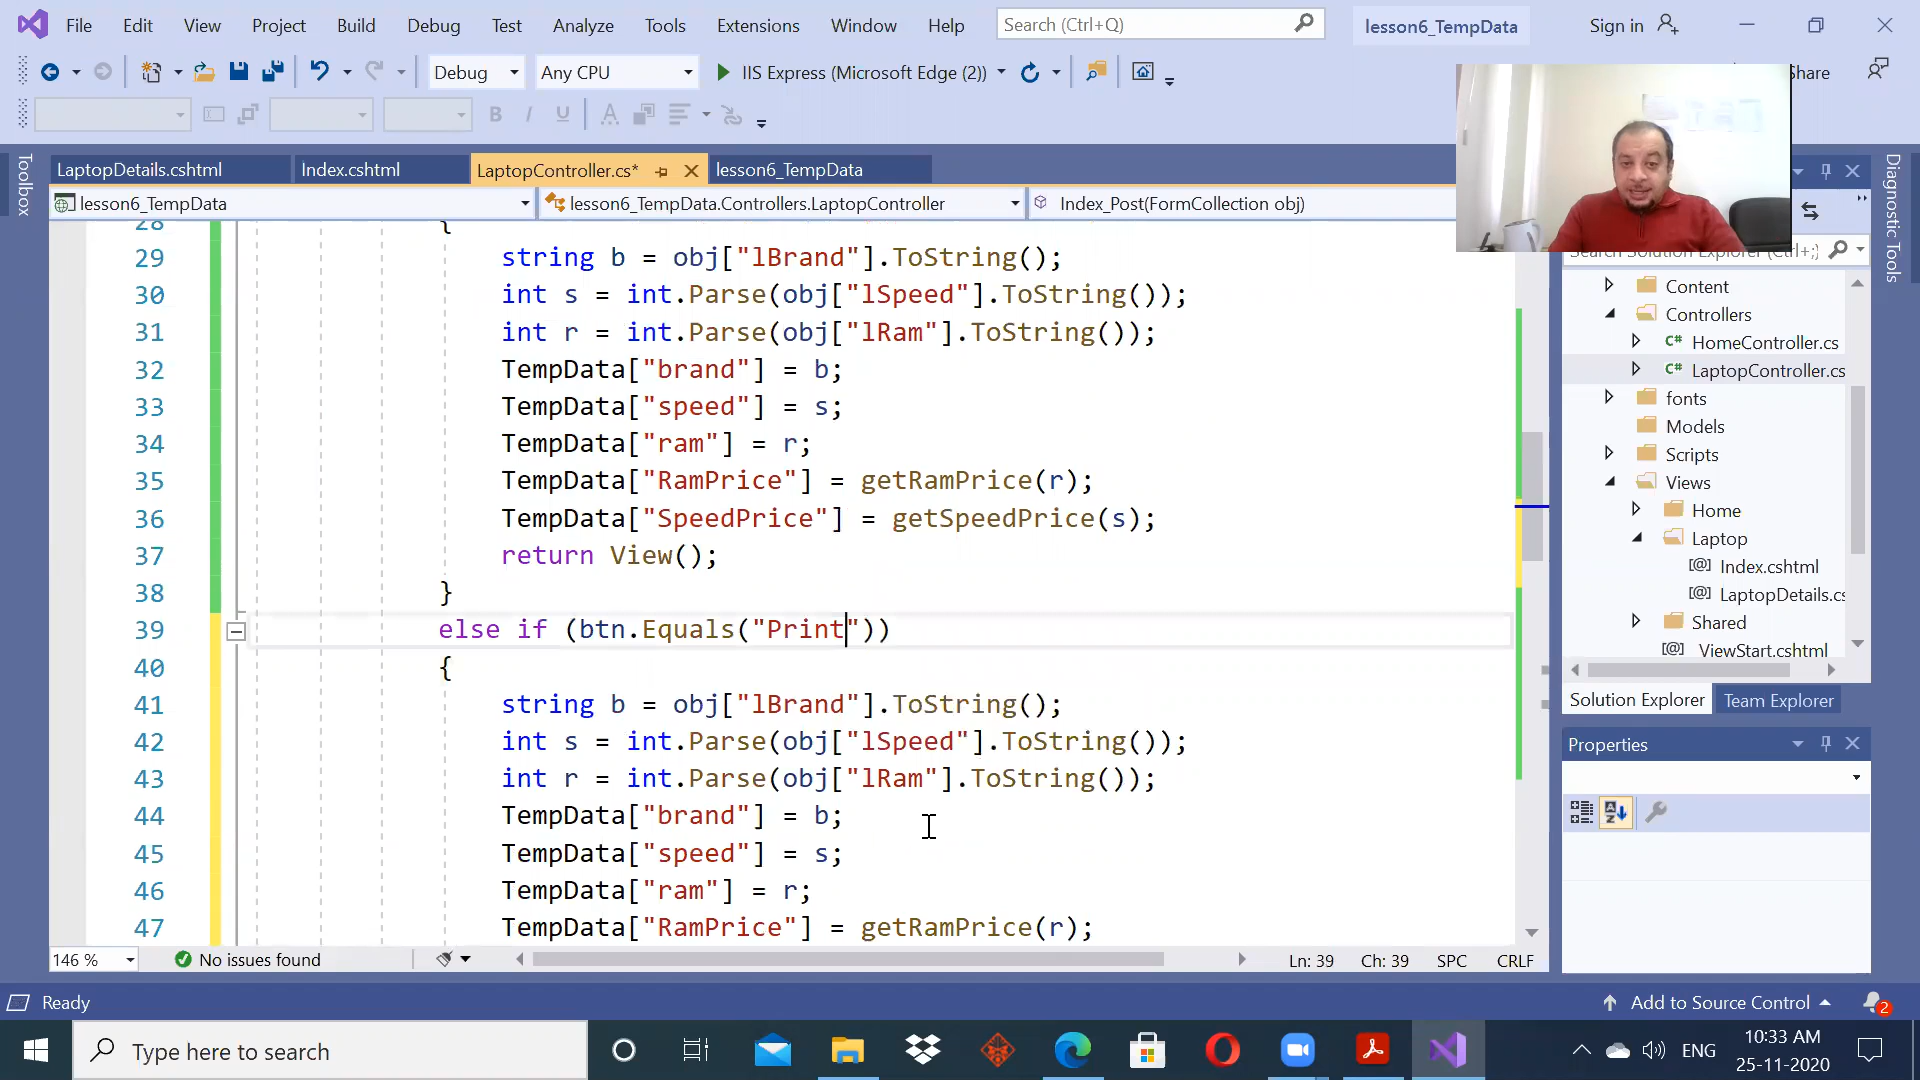 File Edit View Project Build Debug Test Analyze Tools Extensions Window Help Search (Ctrl+Q) lesson6_TempData Sign in
Debug Any CPU IIS Express (Microsoft Edge (2)) Share
B I U A
Toolbox
LaptopDetails.cshtml Index.cshtml LaptopController.cs* lesson6_TempData
lesson6_TempData lesson6_TempData.Controllers.LaptopController Index_Post(FormCollection obj)
28 {
29 string b = obj["lBrand"].ToString();
30 int s = int.Parse(obj["lSpeed"].ToString());
31 int r = int.Parse(obj["lRam"].ToString());
32 TempData["brand"] = b;
33 TempData["speed"] = s;
34 TempData["ram"] = r;
35 TempData["RamPrice"] = getRamPrice(r);
36 TempData["SpeedPrice"] = getSpeedPrice(s);
37 return View();
38 }
39 else if (btn.Equals("Print"))
40 {
41 string b = obj["lBrand"].ToString();
42 int s = int.Parse(obj["lSpeed"].ToString());
43 int r = int.Parse(obj["lRam"].ToString());
44 TempData["brand"] = b;
45 TempData["speed"] = s;
46 TempData["ram"] = r;
47 TempData["RamPrice"] = getRamPrice(r);
146 % No issues found Ln: 39 Ch: 39 SPC CRLF
Search Solution Explorer (Ctrl+;)
Content
Controllers
C# HomeController.cs
C# LaptopController.cs
fonts
Models
Scripts
Views
Home
Laptop
[@] Index.cshtml
[@] LaptopDetails.cs
Shared
[@] ViewStart.cshtml
Solution Explorer Team Explorer
Properties
Diagnostic Tools
Ready Add to Source Control 2
Type here to search ENG 10:33 AM
25-11-2020